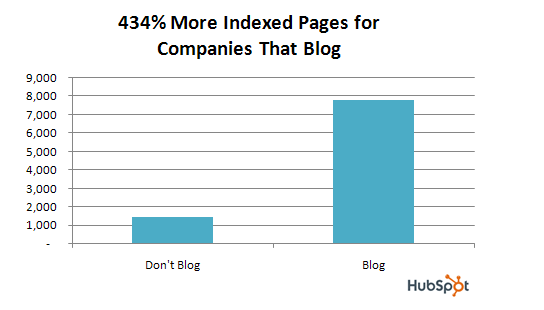 434% More Indexed Pages for
Companies That Blog
9,000
8,000
7,000
6,000
5,000
4,000
3,000
2,000
1,000
-
Don't Blog Blog
HubSpot